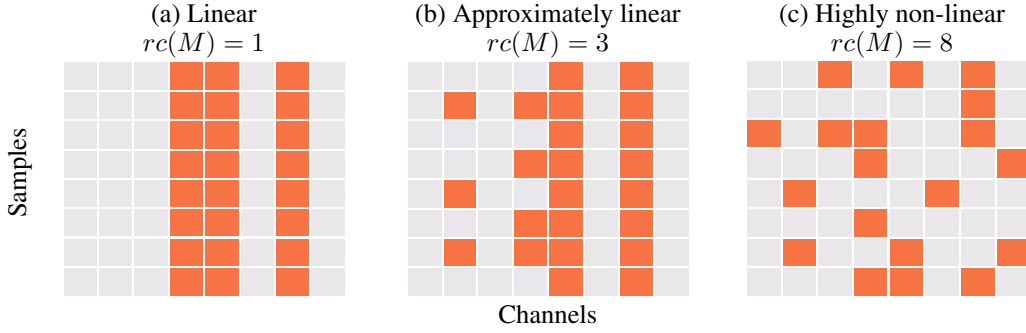 (a) Linear
rc(M) = 1
(b) Approximately linear
rc(M) = 3
(c) Highly non-linear
rc(M) = 8
Samples
Channels